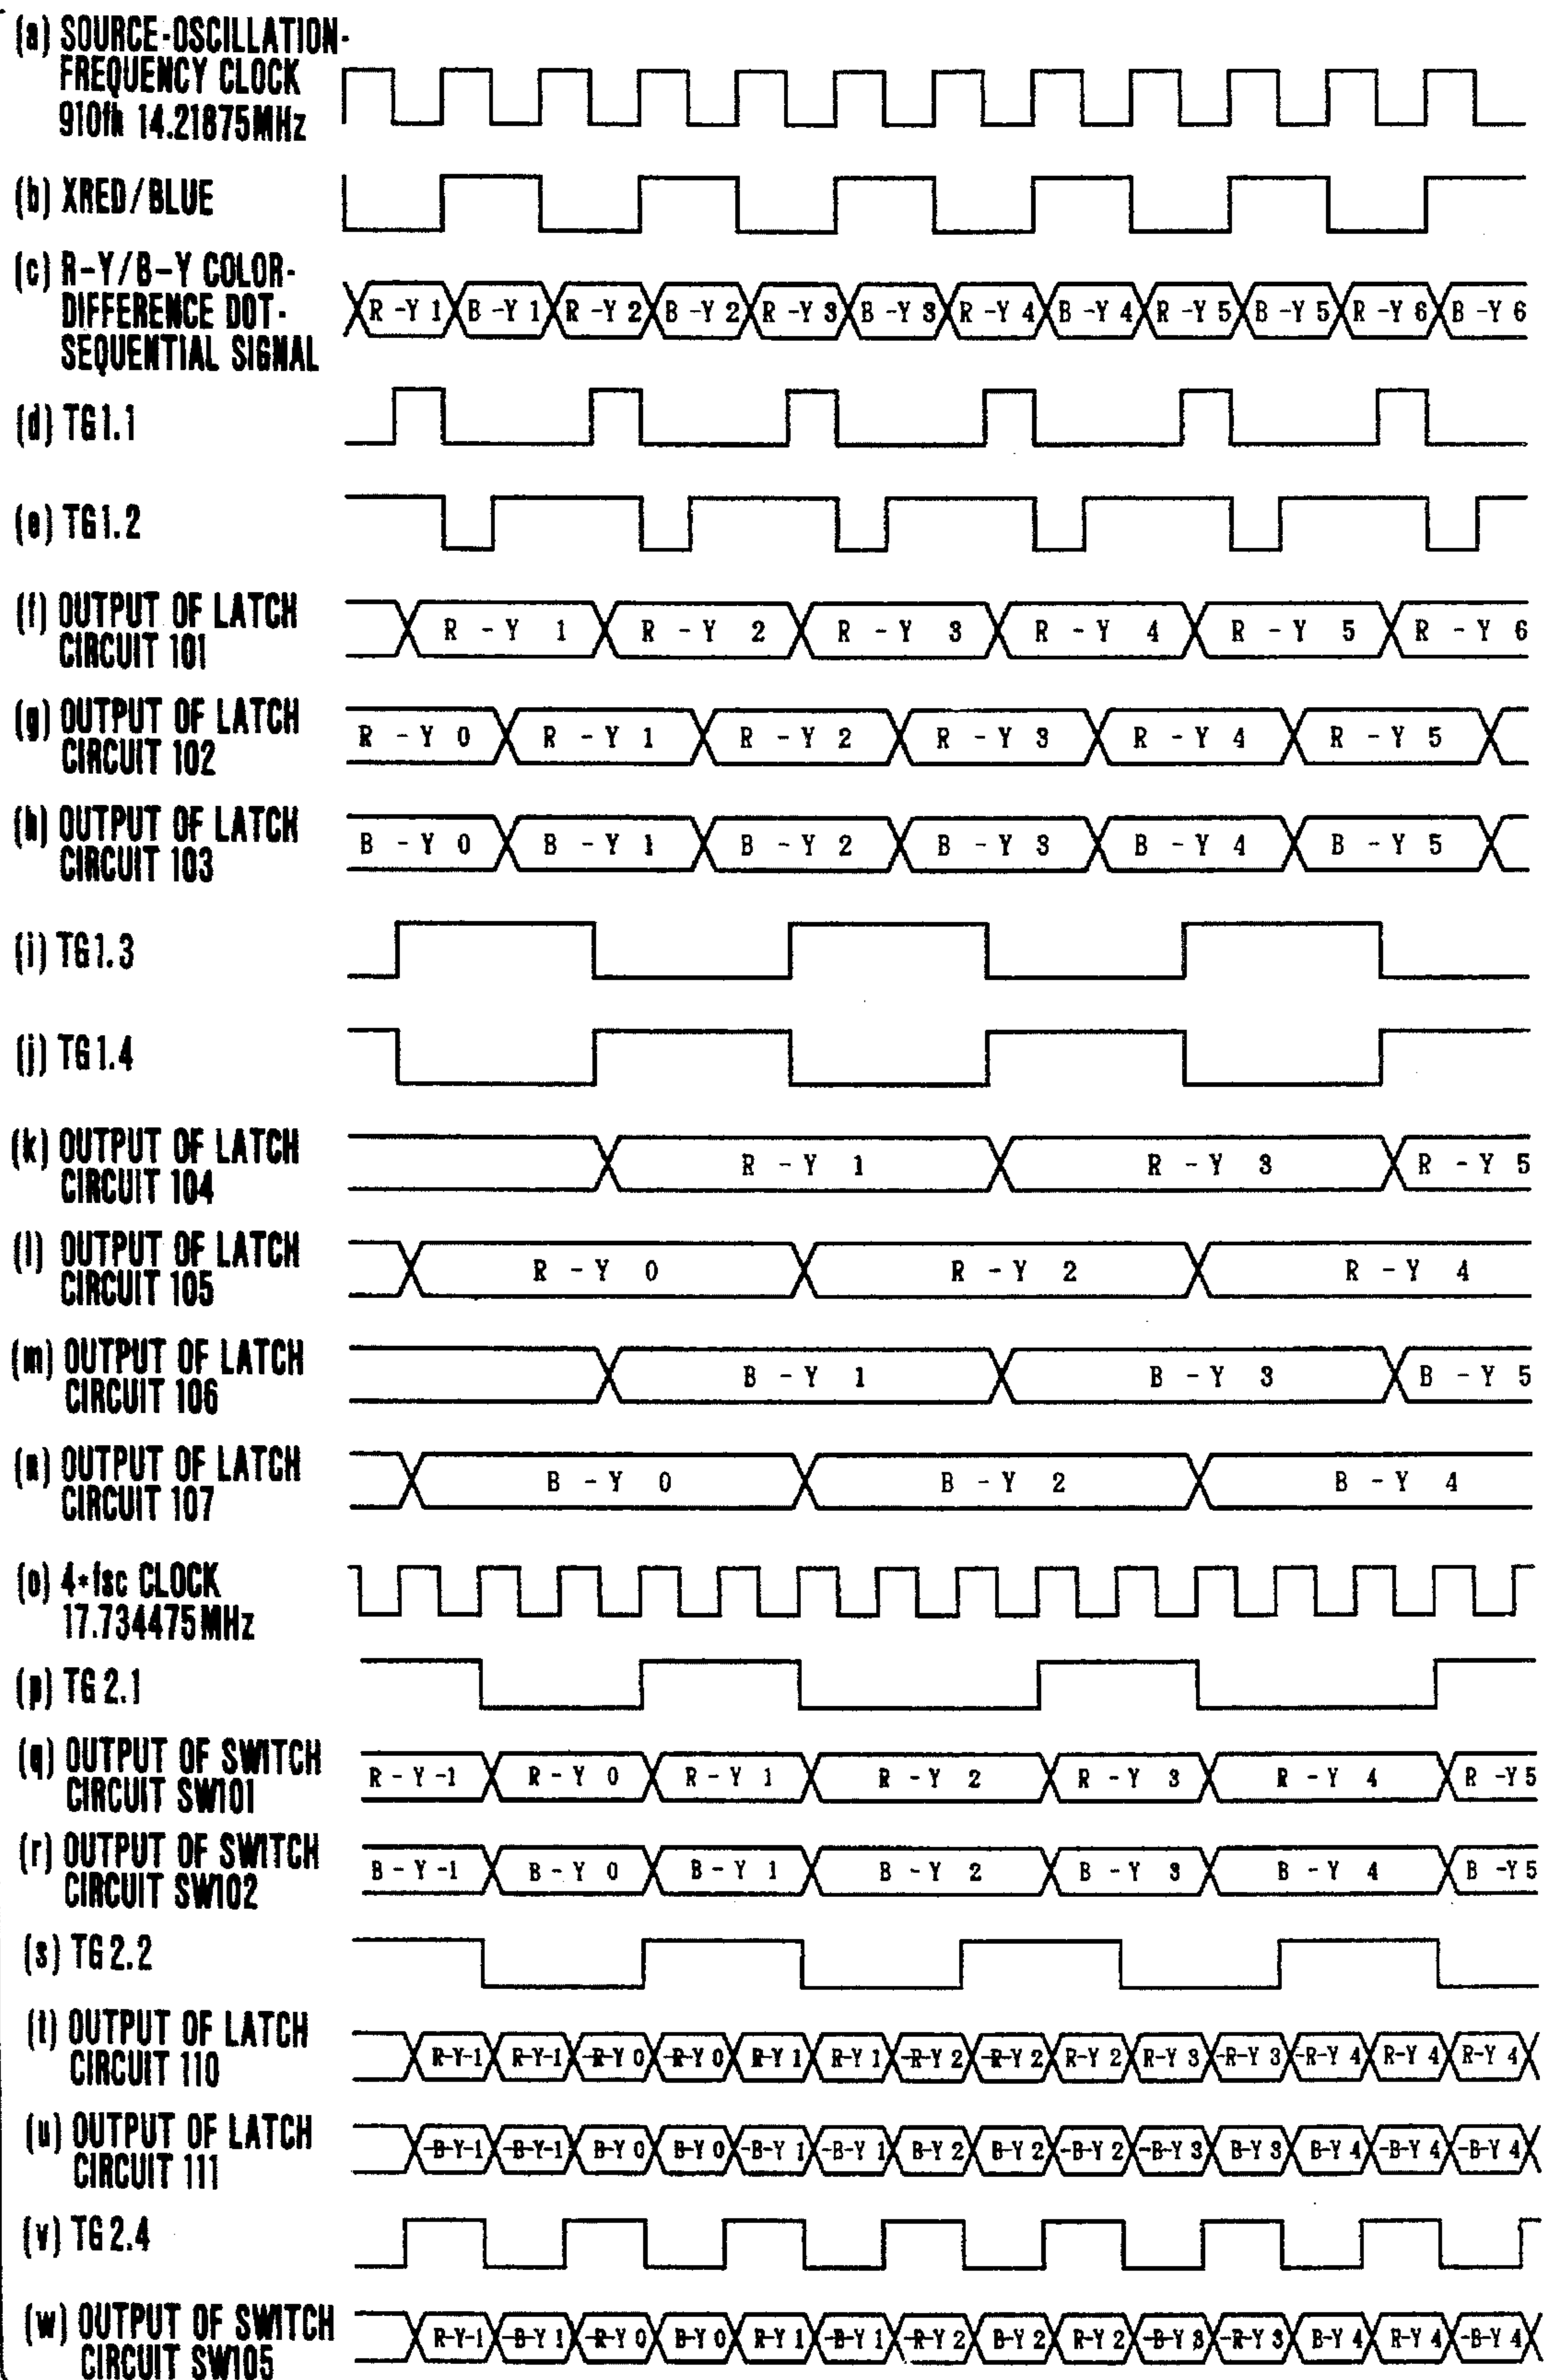 (a) SOURCE-OSCILLATION-
FREQUENCY CLOCK
910fh 14.21875MHz
(b) XRED/BLUE
(c) R-Y/B-Y COLOR-
DIFFERENCE DOT-
SEQUENTIAL SIGNAL
R-Y 1 B-Y 1 R-Y 2 B-Y 2 R-Y 3 B-Y 3 R-Y 4 B-Y 4 R-Y 5 B-Y 5 R-Y 6 B-Y 6
(d) TG1.1
(e) TG1.2
(f) OUTPUT OF LATCH
CIRCUIT 101
R-Y 1 R-Y 2 R-Y 3 R-Y 4 R-Y 5 R-Y 6
(g) OUTPUT OF LATCH
CIRCUIT 102
R-Y 0 R-Y 1 R-Y 2 R-Y 3 R-Y 4 R-Y 5
(h) OUTPUT OF LATCH
CIRCUIT 103
B-Y 0 B-Y 1 B-Y 2 B-Y 3 B-Y 4 B-Y 5
(i) TG1.3
(j) TG1.4
(k) OUTPUT OF LATCH
CIRCUIT 104
R-Y 1 R-Y 3 R-Y 5
(l) OUTPUT OF LATCH
CIRCUIT 105
R-Y 0 R-Y 2 R-Y 4
(m) OUTPUT OF LATCH
CIRCUIT 106
B-Y 1 B-Y 3 B-Y 5
(n) OUTPUT OF LATCH
CIRCUIT 107
B-Y 0 B-Y 2 B-Y 4
(o) 4*fsc CLOCK
17.734475MHz
(p) TG2.1
(q) OUTPUT OF SWITCH
CIRCUIT SW101
R-Y-1 R-Y 0 R-Y 1 R-Y 2 R-Y 3 R-Y 4 R-Y5
(r) OUTPUT OF SWITCH
CIRCUIT SW102
B-Y-1 B-Y 0 B-Y 1 B-Y 2 B-Y 3 B-Y 4 B-Y5
(s) TG2.2
(t) OUTPUT OF LATCH
CIRCUIT 110
R-Y-1 R-Y-1 -R-Y 0 -R-Y 0 R-Y 1 R-Y 1 -R-Y 2 -R-Y 2 R-Y 2 R-Y 3 -R-Y 3 -R-Y 4 R-Y 4 R-Y 4
(u) OUTPUT OF LATCH
CIRCUIT 111
-B-Y-1 -B-Y-1 B-Y 0 B-Y 0 -B-Y 1 -B-Y 1 B-Y 2 B-Y 2 -B-Y 2 -B-Y 3 B-Y 3 B-Y 4 -B-Y 4 -B-Y 4
(v) TG2.4
(w) OUTPUT OF SWITCH
CIRCUIT SW105
R-Y-1 -B-Y 1 -R-Y 0 B-Y 0 R-Y 1 -B-Y 1 -R-Y 2 B-Y 2 R-Y 2 -B-Y 3 -R-Y 3 B-Y 4 R-Y 4 -B-Y 4